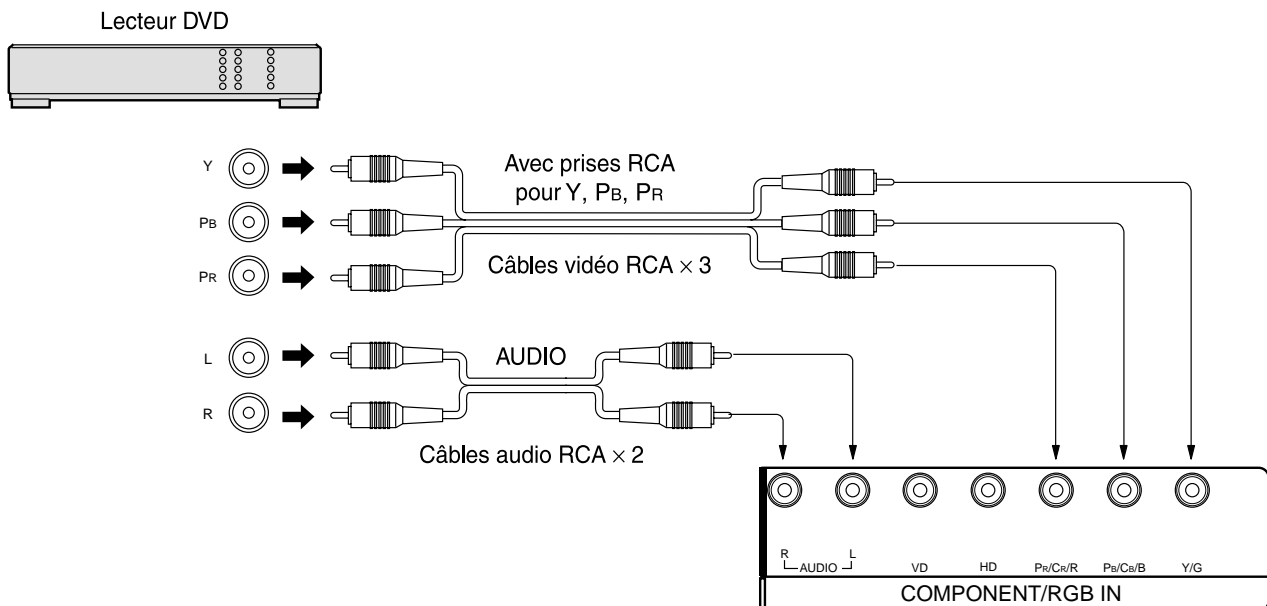 Lecteur DVD
Y
Avec prises RCA
pour Y, PB, PR
PB
Câbles vidéo RCA × 3
PR
L
AUDIO
R
Câbles audio RCA × 2
R AUDIO L VD HD PR/CR/R PB/CB/B Y/G
COMPONENT/RGB IN